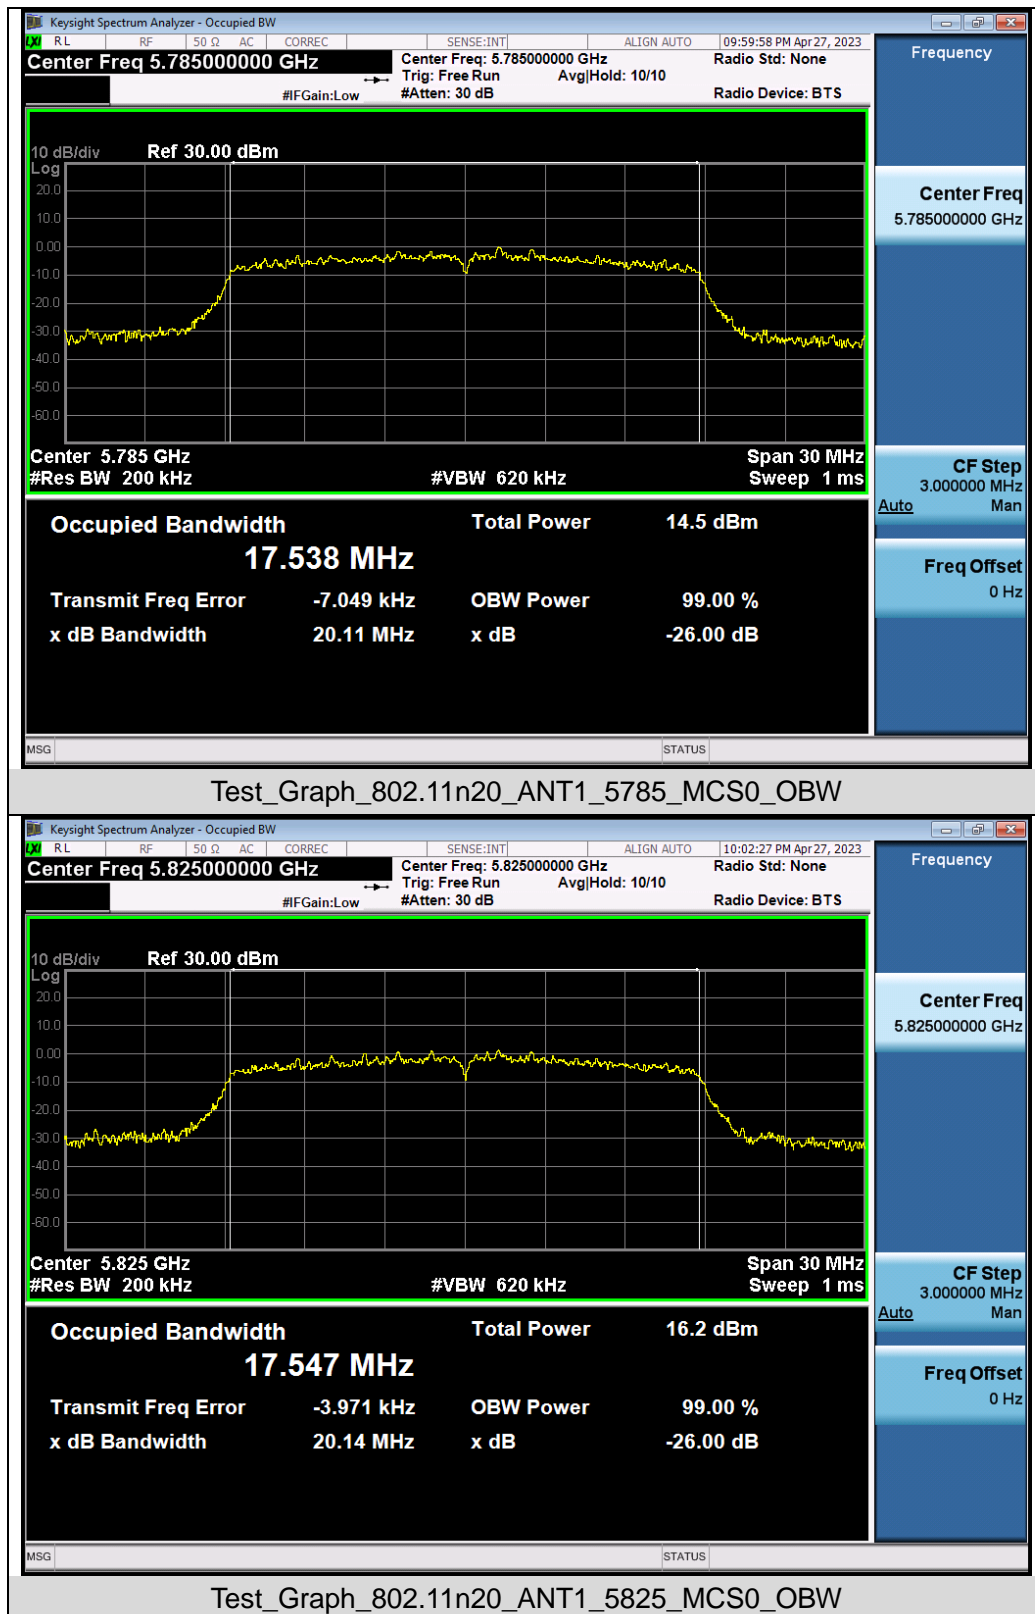 Keysight Spectrum Analyzer - Occupied BW
LXI RL RF 50 Ω AC CORREC SENSE:INT ALIGN AUTO 09:59:58 PM Apr 27, 2023
Center Freq 5.785000000 GHz
Center Freq: 5.785000000 GHz Radio Std: None
Trig: Free Run Avg|Hold: 10/10
#IFGain:Low #Atten: 30 dB Radio Device: BTS
Frequency
10 dB/div Ref 30.00 dBm
Log
20.0
10.0
0.00
-10.0
-20.0
-30.0
-40.0
-50.0
-60.0
Center Freq
5.785000000 GHz
Center 5.785 GHz Span 30 MHz
#Res BW 200 kHz #VBW 620 kHz Sweep 1 ms
CF Step
3.000000 MHz
Auto Man
Freq Offset
0 Hz
Occupied Bandwidth Total Power 14.5 dBm
17.538 MHz
Transmit Freq Error -7.049 kHz OBW Power 99.00 %
x dB Bandwidth 20.11 MHz x dB -26.00 dB
MSG STATUS
Test_Graph_802.11n20_ANT1_5785_MCS0_OBW
Keysight Spectrum Analyzer - Occupied BW
LXI RL RF 50 Ω AC CORREC SENSE:INT ALIGN AUTO 10:02:27 PM Apr 27, 2023
Center Freq 5.825000000 GHz
Center Freq: 5.825000000 GHz Radio Std: None
Trig: Free Run Avg|Hold: 10/10
#IFGain:Low #Atten: 30 dB Radio Device: BTS
Frequency
10 dB/div Ref 30.00 dBm
Log
20.0
10.0
0.00
-10.0
-20.0
-30.0
-40.0
-50.0
-60.0
Center Freq
5.825000000 GHz
Center 5.825 GHz Span 30 MHz
#Res BW 200 kHz #VBW 620 kHz Sweep 1 ms
CF Step
3.000000 MHz
Auto Man
Freq Offset
0 Hz
Occupied Bandwidth Total Power 16.2 dBm
17.547 MHz
Transmit Freq Error -3.971 kHz OBW Power 99.00 %
x dB Bandwidth 20.14 MHz x dB -26.00 dB
MSG STATUS
Test_Graph_802.11n20_ANT1_5825_MCS0_OBW